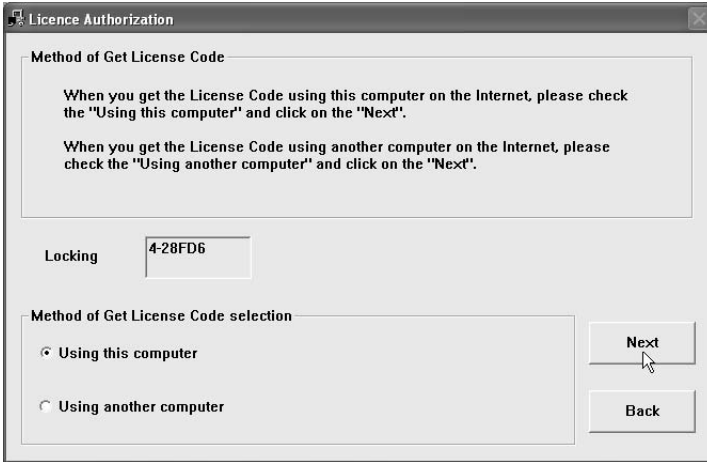 Licence Authorization
Method of Get License Code
When you get the License Code using this computer on the Internet, please check
the "Using this computer" and click on the "Next".
When you get the License Code using another computer on the Internet, please
check the "Using another computer" and click on the "Next".
Locking
4-28FD6
Method of Get License Code selection
Using this computer
Next
Using another computer
Back